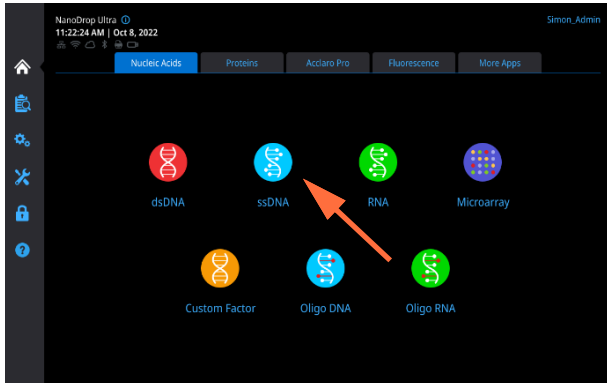 NanoDrop Ultra
Simon_Admin
11:22:24 AM | Oct 8, 2022
Nucleic Acids Proteins Acclaro Pro Fluorescence More Apps
dsDNA ssDNA RNA Microarray
Custom Factor Oligo DNA Oligo RNA